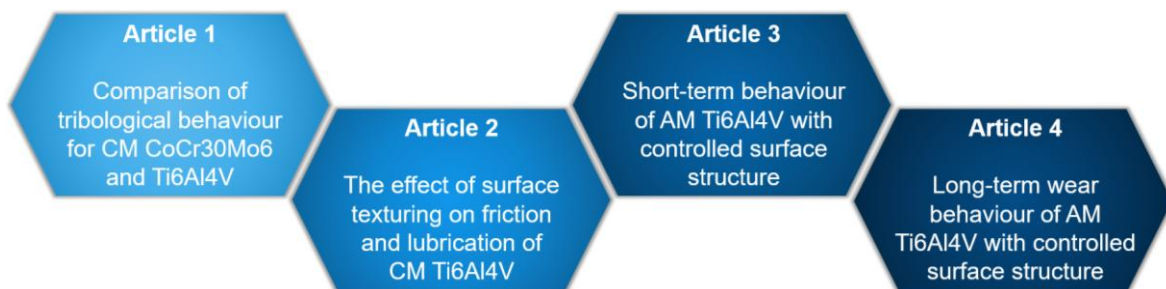 Article 1
Comparison of
tribological behaviour
for CM CoCr30Mo6
and Ti6Al4V
Article 2
The effect of surface
texturing on friction
and lubrication of
CM Ti6Al4V
Article 3
Short-term behaviour
of AM Ti6Al4V with
controlled surface
structure
Article 4
Long-term wear
behaviour of AM
Ti6Al4V with controlled
surface structure